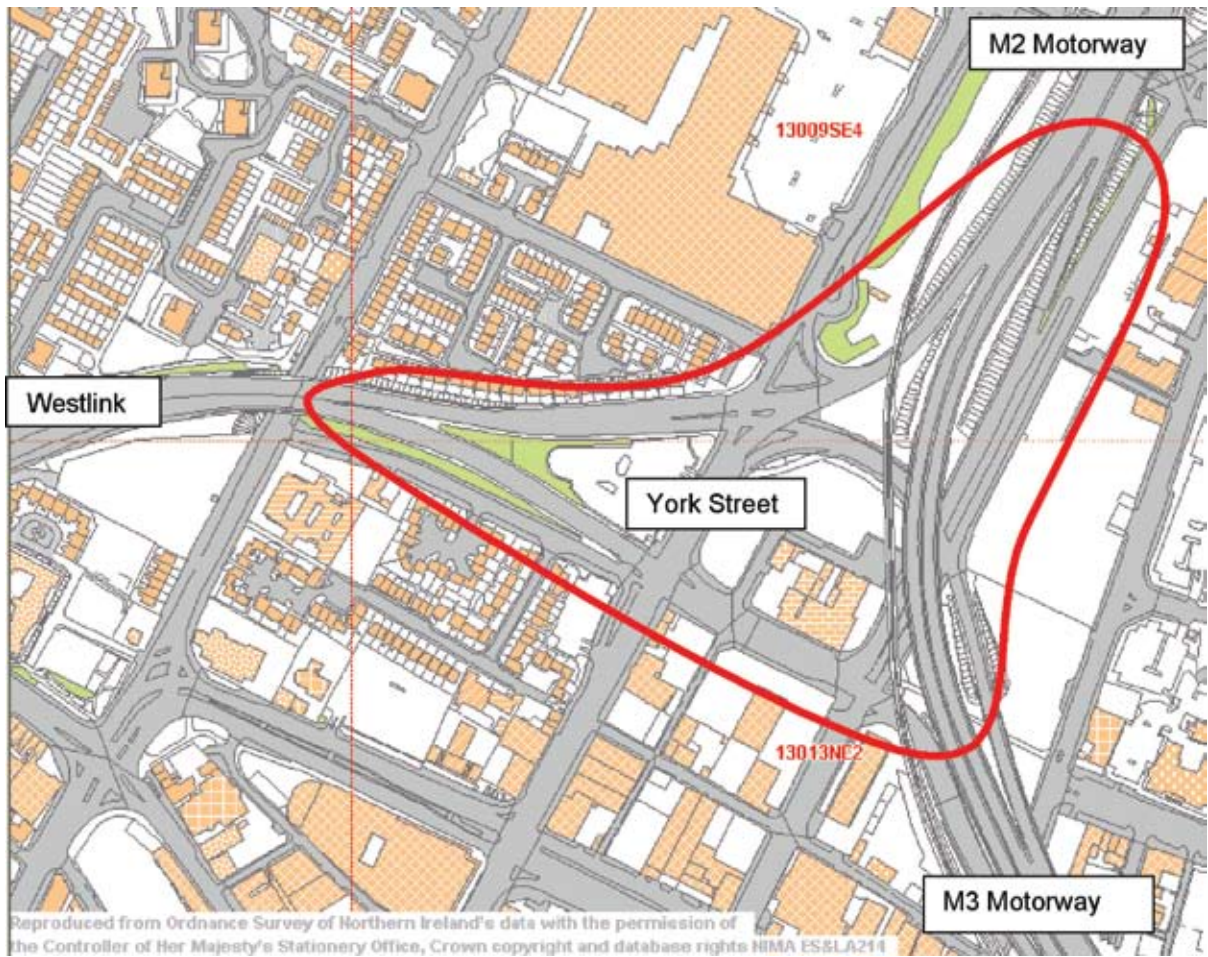 M2 Motorway
13009SE4
Westlink
York Street
13013NE2
M3 Motorway
Reproduced from Ordnance Survey of Northern Ireland's data with the permission of
the Controller of Her Majesty's Stationery Office, Crown copyright and database rights NIMA ES&LA214